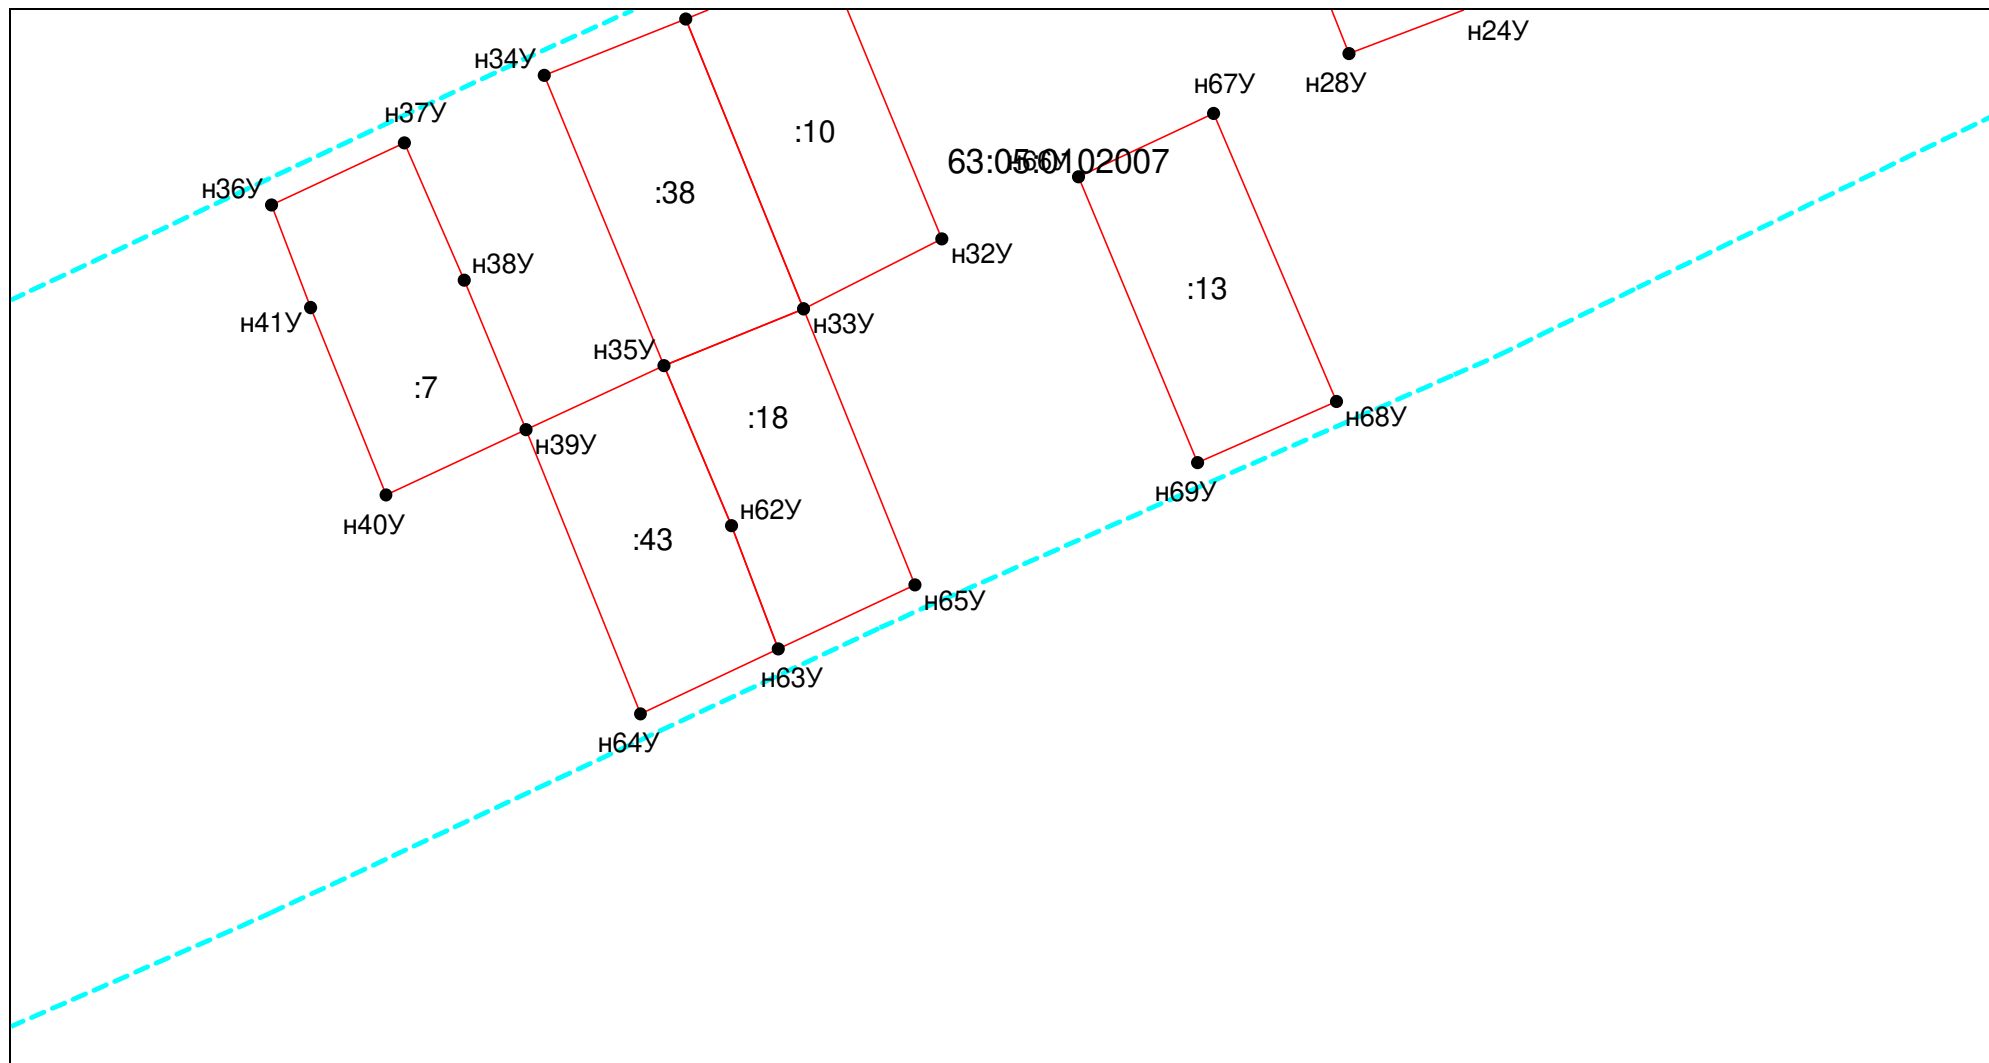 н24У
н34У
н28У
н67У
н37У
:10
63:05:0102007
н66У
н36У
:38
н32У
н38У
:13
н41У
н33У
н35У
:7
:18
н68У
н39У
н69У
н62У
н40У
:43
н65У
н63У
н64У